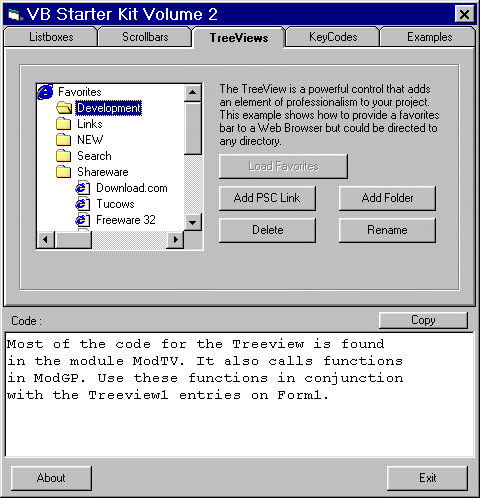 VB Starter Kit Volume 2
Listboxes Scrollbars TreeViews KeyCodes Examples
Favorites
Development
Links
NEW
Search
Shareware
Download.com
Tucows
Freeware 32
The TreeView is a powerful control that adds
an element of professionalism to your project.
This example shows how to provide a favorites
bar to a Web Browser but could be directed to
any directory.
Load Favorites
Add PSC Link Add Folder
Delete Rename
Code :
Copy
Most of the code for the Treeview is found
in the module ModTV. It also calls functions
in ModGP. Use these functions in conjunction
with the Treeview1 entries on Form1.
About Exit